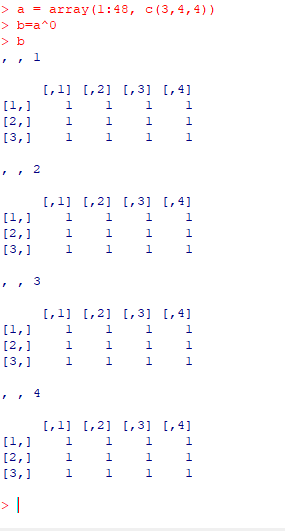 > a = array(1:48, c(3,4,4))
> b=a^0
> b
, , 1
[,1] [,2] [,3] [,4]
[1,] 1 1 1 1
[2,] 1 1 1 1
[3,] 1 1 1 1
, , 2
[,1] [,2] [,3] [,4]
[1,] 1 1 1 1
[2,] 1 1 1 1
[3,] 1 1 1 1
, , 3
[,1] [,2] [,3] [,4]
[1,] 1 1 1 1
[2,] 1 1 1 1
[3,] 1 1 1 1
, , 4
[,1] [,2] [,3] [,4]
[1,] 1 1 1 1
[2,] 1 1 1 1
[3,] 1 1 1 1
>